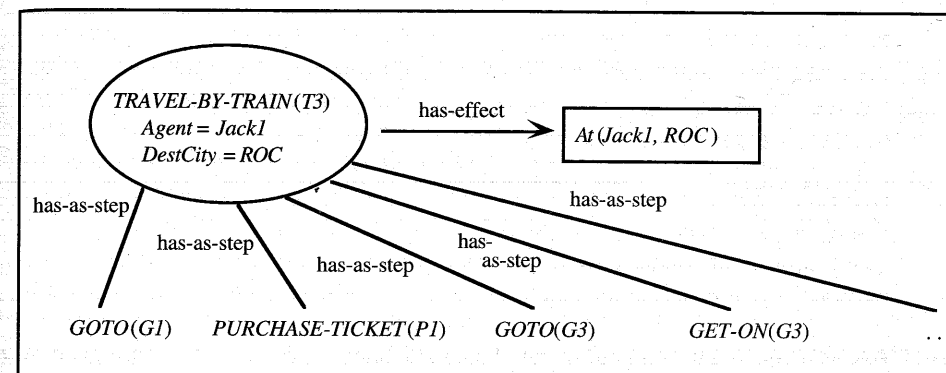 TRAVEL-BY-TRAIN(T3)
Agent = Jack1
DestCity = ROC
has-effect
At(Jack1, ROC)
has-as-step
has-as-step
has-as-step
has-
as-step
has-as-step
GOTO(G1)
PURCHASE-TICKET(P1)
GOTO(G3)
GET-ON(G3)
. .